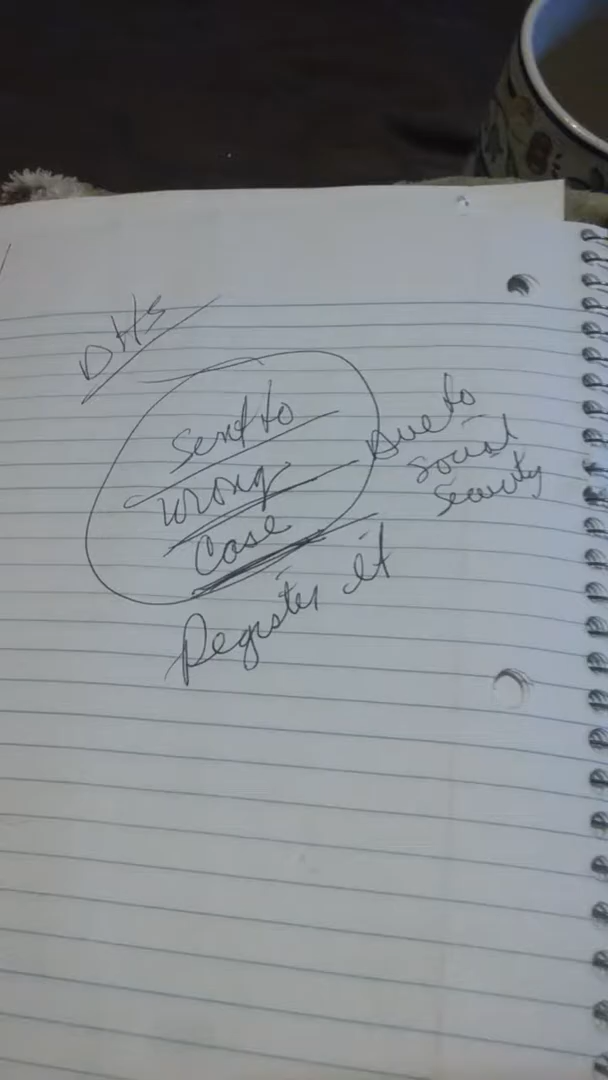 DHS
Sent to
wrong
Case
Due to
Social
Security
Register it